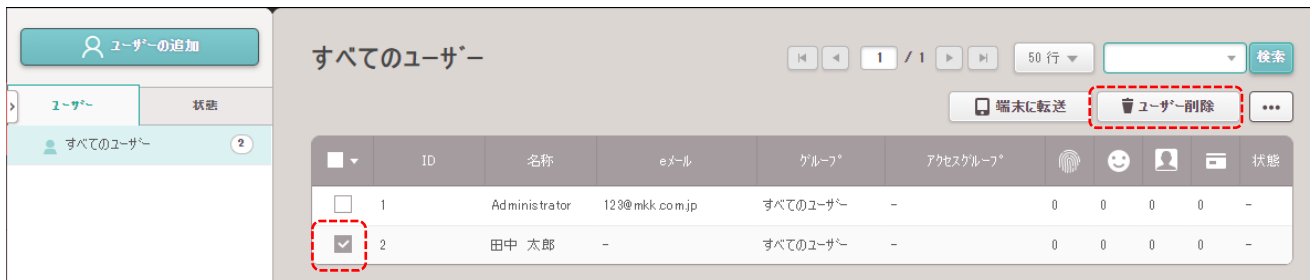 ユーザーの追加
ユーザー
状態
すべてのユーザー
2
すべてのユーザー
1 / 1
50 行
検索
端末に転送
ユーザー削除
•••
ID 名称 eメール グループ アクセスグループ 状態
1 Administrator 123@mkk.com.jp すべてのユーザー - 0 0 0 0 -
2 田中 太郎 - すべてのユーザー - 0 0 0 0 -